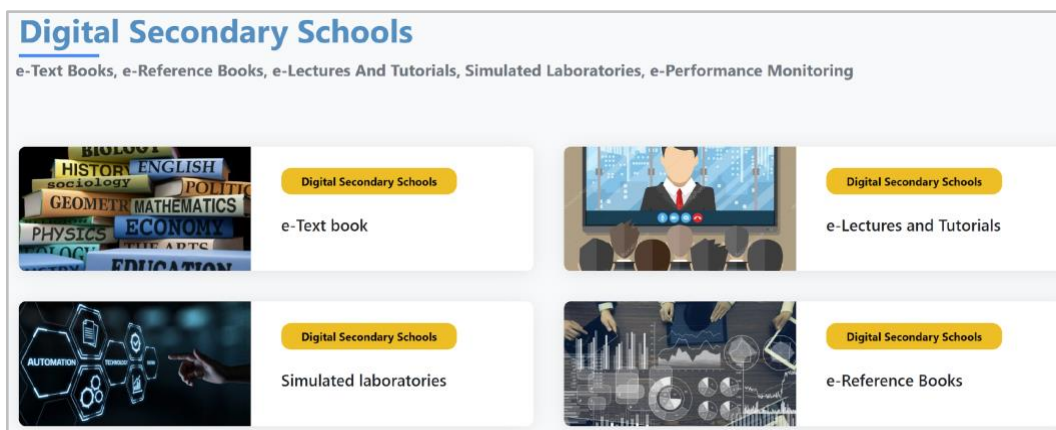 Digital Secondary Schools
e-Text Books, e-Reference Books, e-Lectures And Tutorials, Simulated Laboratories, e-Performance Monitoring
BIOLOGY
HISTORY ENGLISH
sociology
GEOMETR MATHEMATICS
PHYSICS ECONOMY
THE ARTS
EDUCATION
Digital Secondary Schools
e-Text book
Digital Secondary Schools
e-Lectures and Tutorials
AUTOMATION
TECHNOLOGY
Digital Secondary Schools
Simulated laboratories
Digital Secondary Schools
e-Reference Books